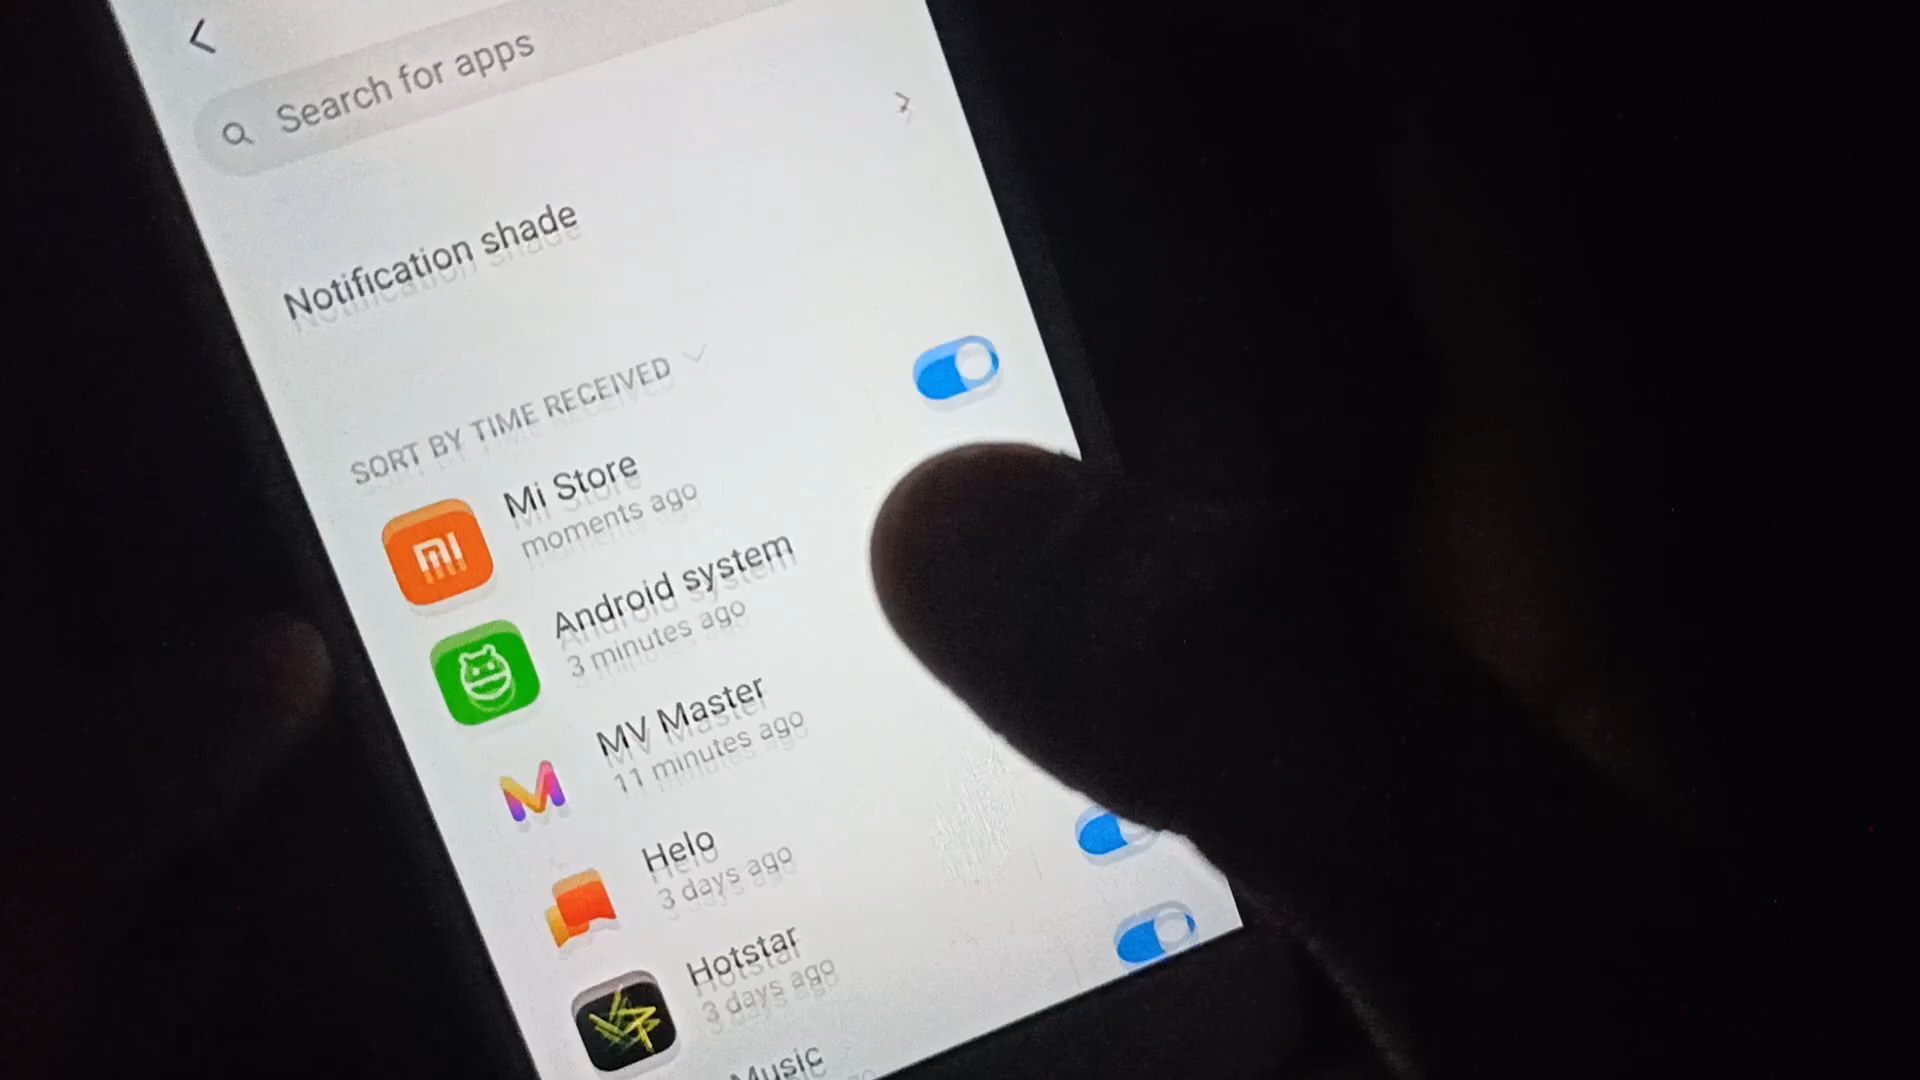 Search for apps
Notification shade
SORT BY TIME RECEIVED
Mi Store
moments ago
Android system
3 minutes ago
MV Master
11 minutes ago
Helo
3 days ago
Hotstar
3 days ago
Music